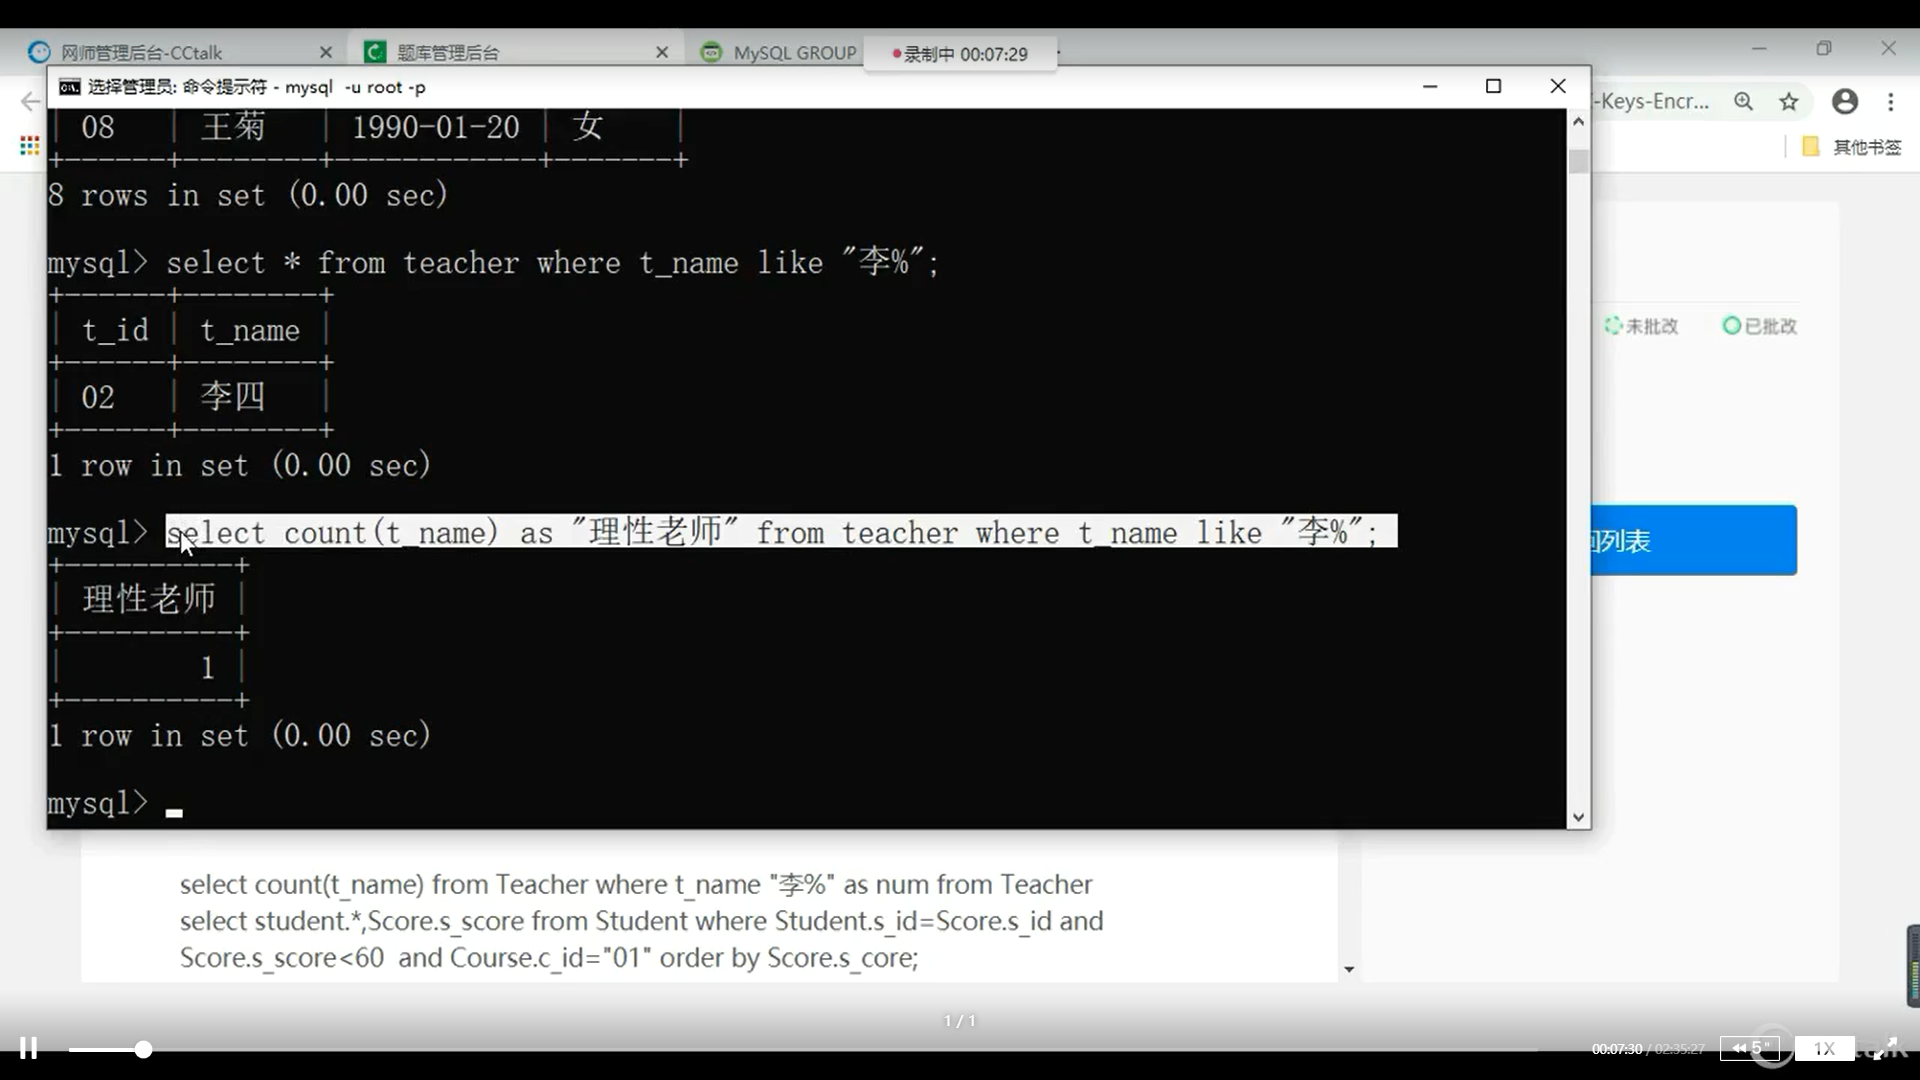 网师管理后台-CCtalk
题库管理后台
MySQL GROUP
录制中 00:07:29
选择管理员: 命令提示符 - mysql  -u root -p
-Keys-Encr...
其他书签
| 08   | 王菊   | 1990-01-20 | 女    |
+------+--------+------------+-------+
8 rows in set (0.00 sec)
mysql> select * from teacher where t_name like "李%";
+------+--------+
| t_id | t_name |
+------+--------+
| 02   | 李四   |
+------+--------+
1 row in set (0.00 sec)
mysql> select count(t_name) as "理性老师" from teacher where t_name like "李%";
+----------+
| 理性老师 |
+----------+
|        1 |
+----------+
1 row in set (0.00 sec)
mysql>
未批改
已批改
列表
select count(t_name) from Teacher where t_name "李%" as num from Teacher
select student.*,Score.s_score from Student where Student.s_id=Score.s_id and
Score.s_score<60  and Course.c_id="01" order by Score.s_core;
1 / 1
00:07:30 / 02:35:27
5"
1X